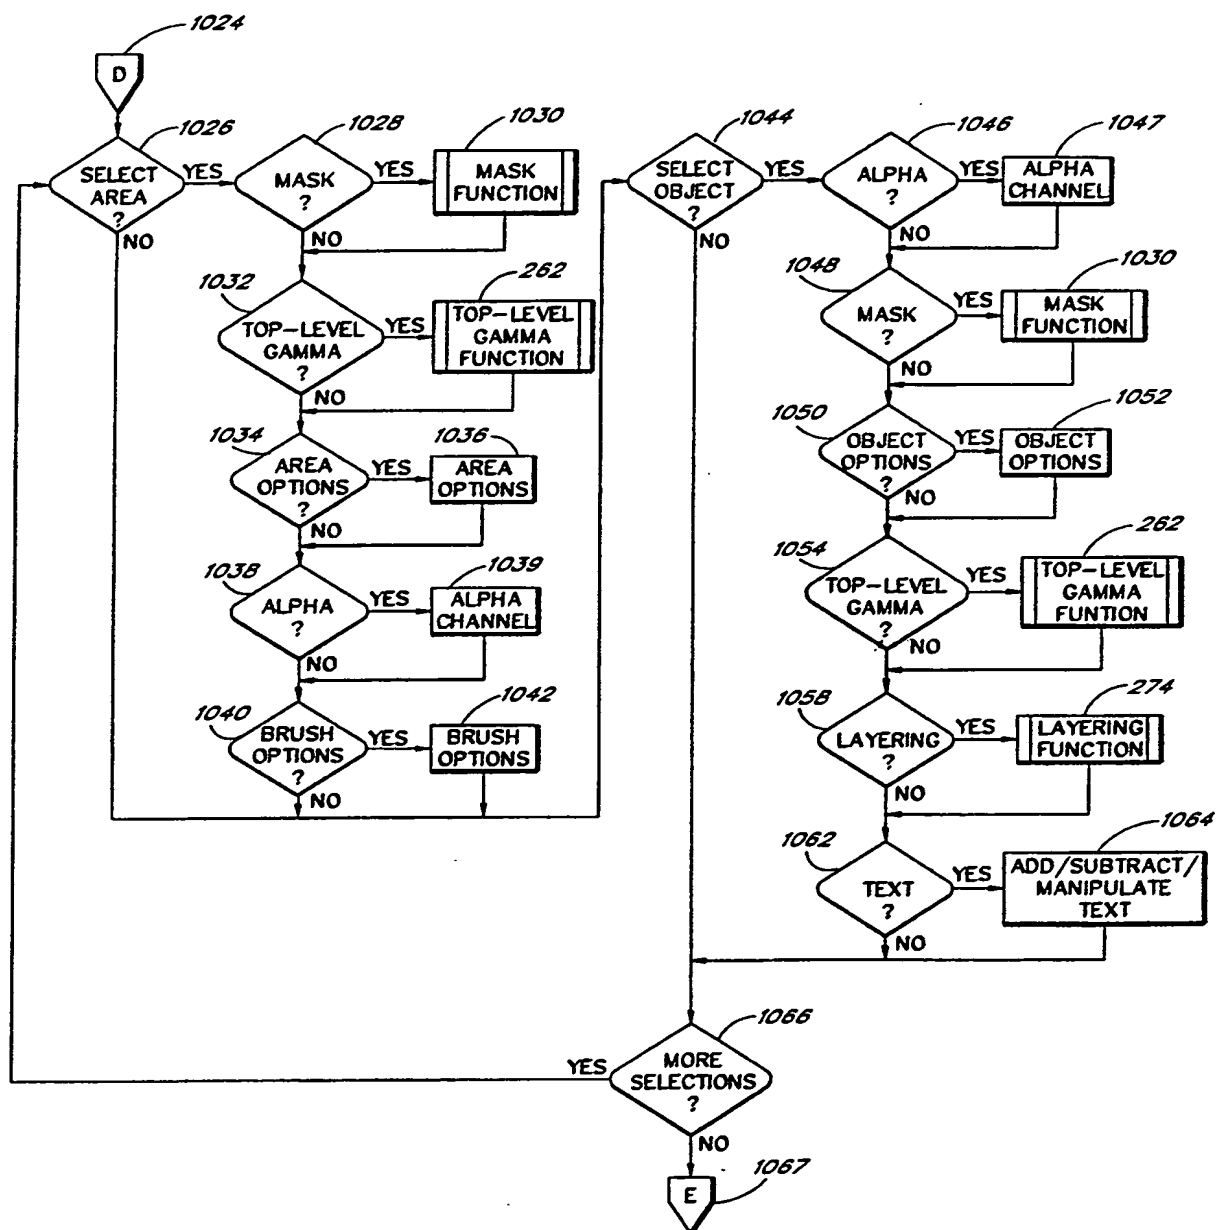 1024
D
1026
SELECT
AREA
?
YES
NO
1028
MASK
?
YES
NO
1030
MASK
FUNCTION
1032
TOP-LEVEL
GAMMA
?
YES
NO
262
TOP-LEVEL
GAMMA
FUNCTION
1034
AREA
OPTIONS
?
YES
NO
1036
AREA
OPTIONS
1038
ALPHA
?
YES
NO
1039
ALPHA
CHANNEL
1040
BRUSH
OPTIONS
?
YES
NO
1042
BRUSH
OPTIONS
1044
SELECT
OBJECT
?
YES
NO
1046
ALPHA
?
YES
NO
1047
ALPHA
CHANNEL
1048
MASK
?
YES
NO
1030
MASK
FUNCTION
1050
OBJECT
OPTIONS
?
YES
NO
1052
OBJECT
OPTIONS
1054
TOP-LEVEL
GAMMA
?
YES
NO
262
TOP-LEVEL
GAMMA
FUNTION
1058
LAYERING
?
YES
NO
274
LAYERING
FUNCTION
1062
TEXT
?
YES
NO
1064
ADD/SUBTRACT/
MANIPULATE
TEXT
1066
MORE
SELECTIONS
?
YES
NO
E
1067